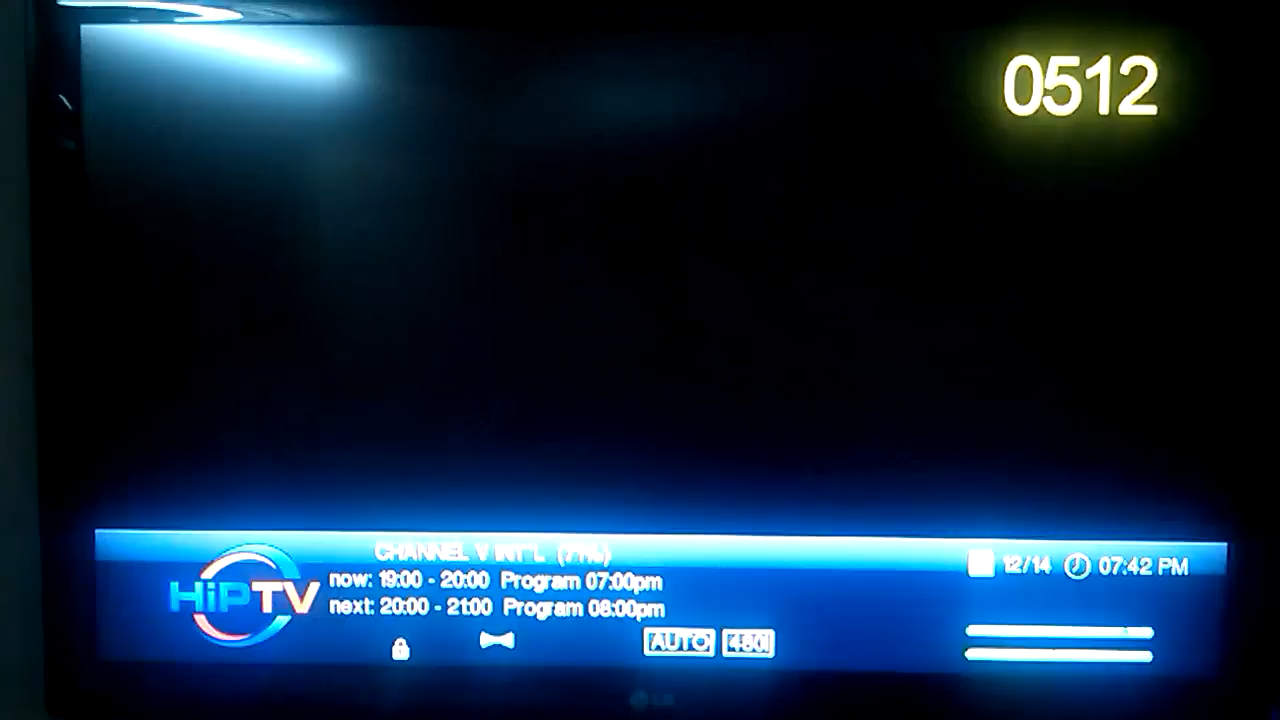 0512
CHANNEL V INT'L
12/14 07:42 PM
HiPTV
now: 19:00 - 20:00 Program 07:00pm
next: 20:00 - 21:00 Program 08:00pm
AUTO 480i
LG